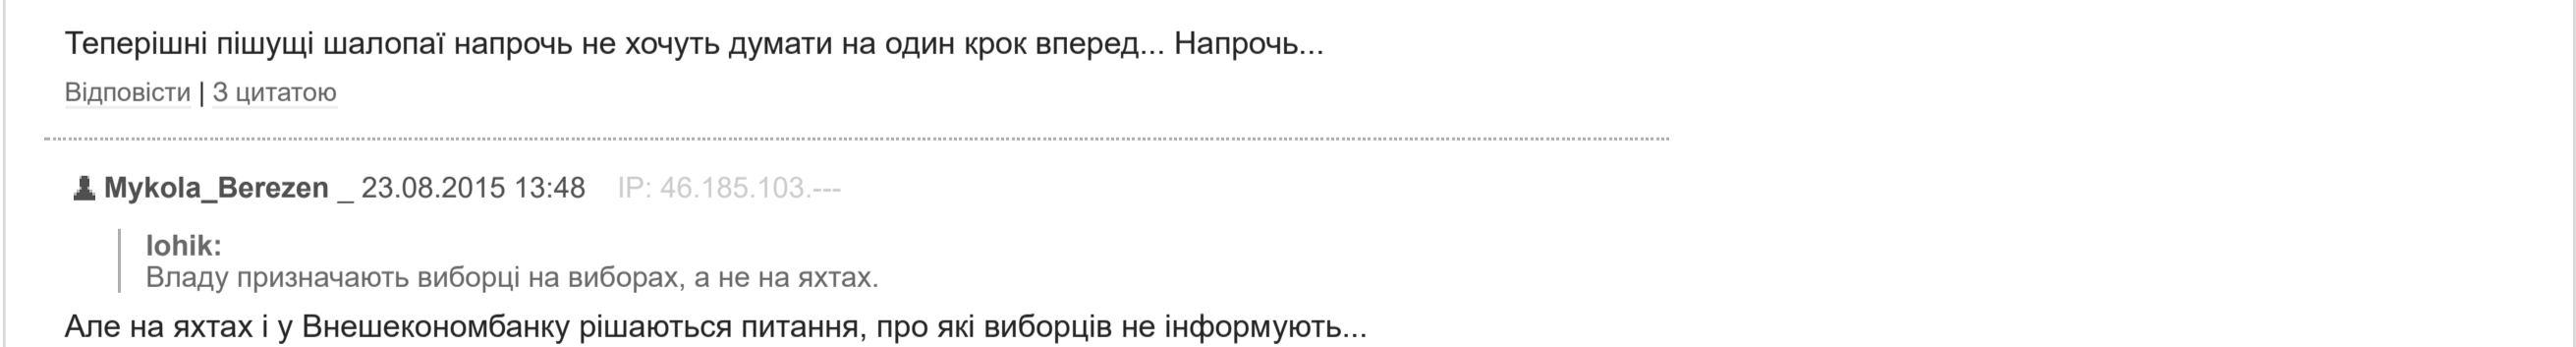 Теперішні пішущі шалопаї напрочь не хочуть думати на один крок вперед... Напрочь...
Відповісти | З цитатою
Mykola_Berezen _ 23.08.2015 13:48 IP: 46.185.103.---
lohik:
Владу призначають виборці на виборах, а не на яхтах.
Але на яхтах і у Внешекономбанку рішаються питання, про які виборців не інформують...